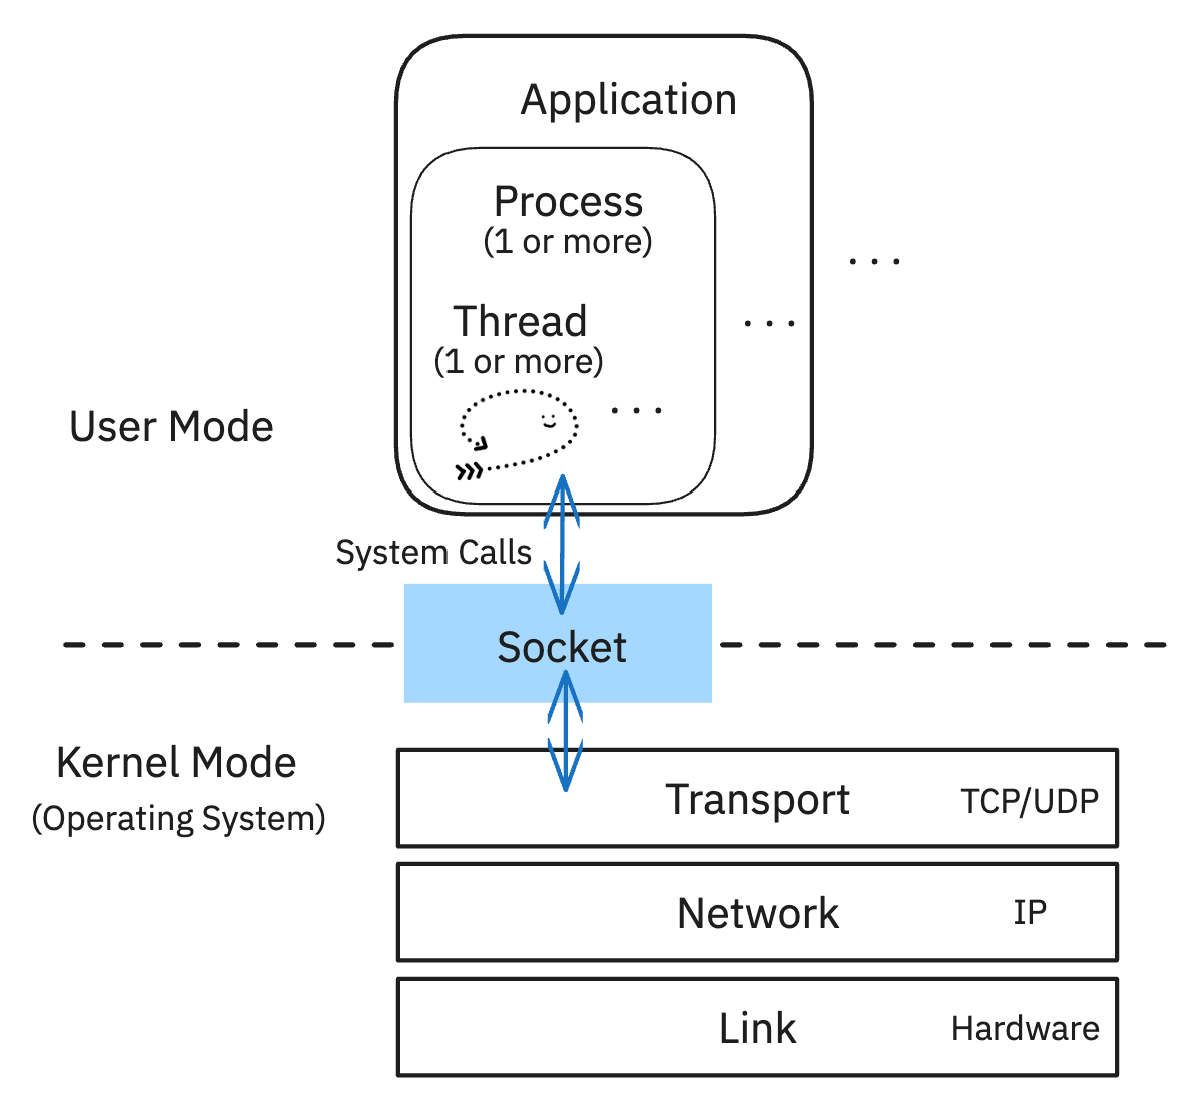 Application
Process
(1 or more)
. . .
. . .
Thread
(1 or more)
. . .
User Mode
System Calls
Socket
Kernel Mode
(Operating System)
Transport TCP/UDP
Network IP
Link Hardware